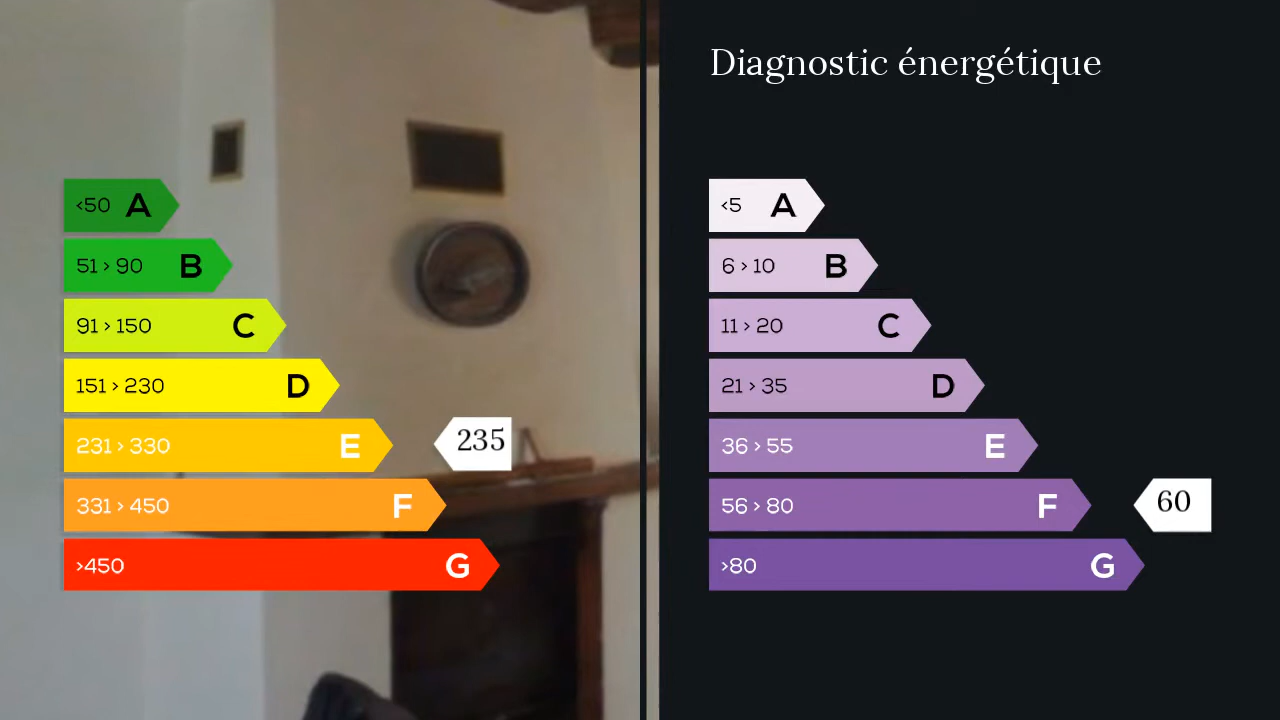 Diagnostic énergétique
<50 A
51 > 90 B
91 > 150 C
151 > 230 D
231 > 330 E
235
331 > 450 F
>450 G
<5 A
6 > 10 B
11 > 20 C
21 > 35 D
36 > 55 E
56 > 80 F
60
>80 G